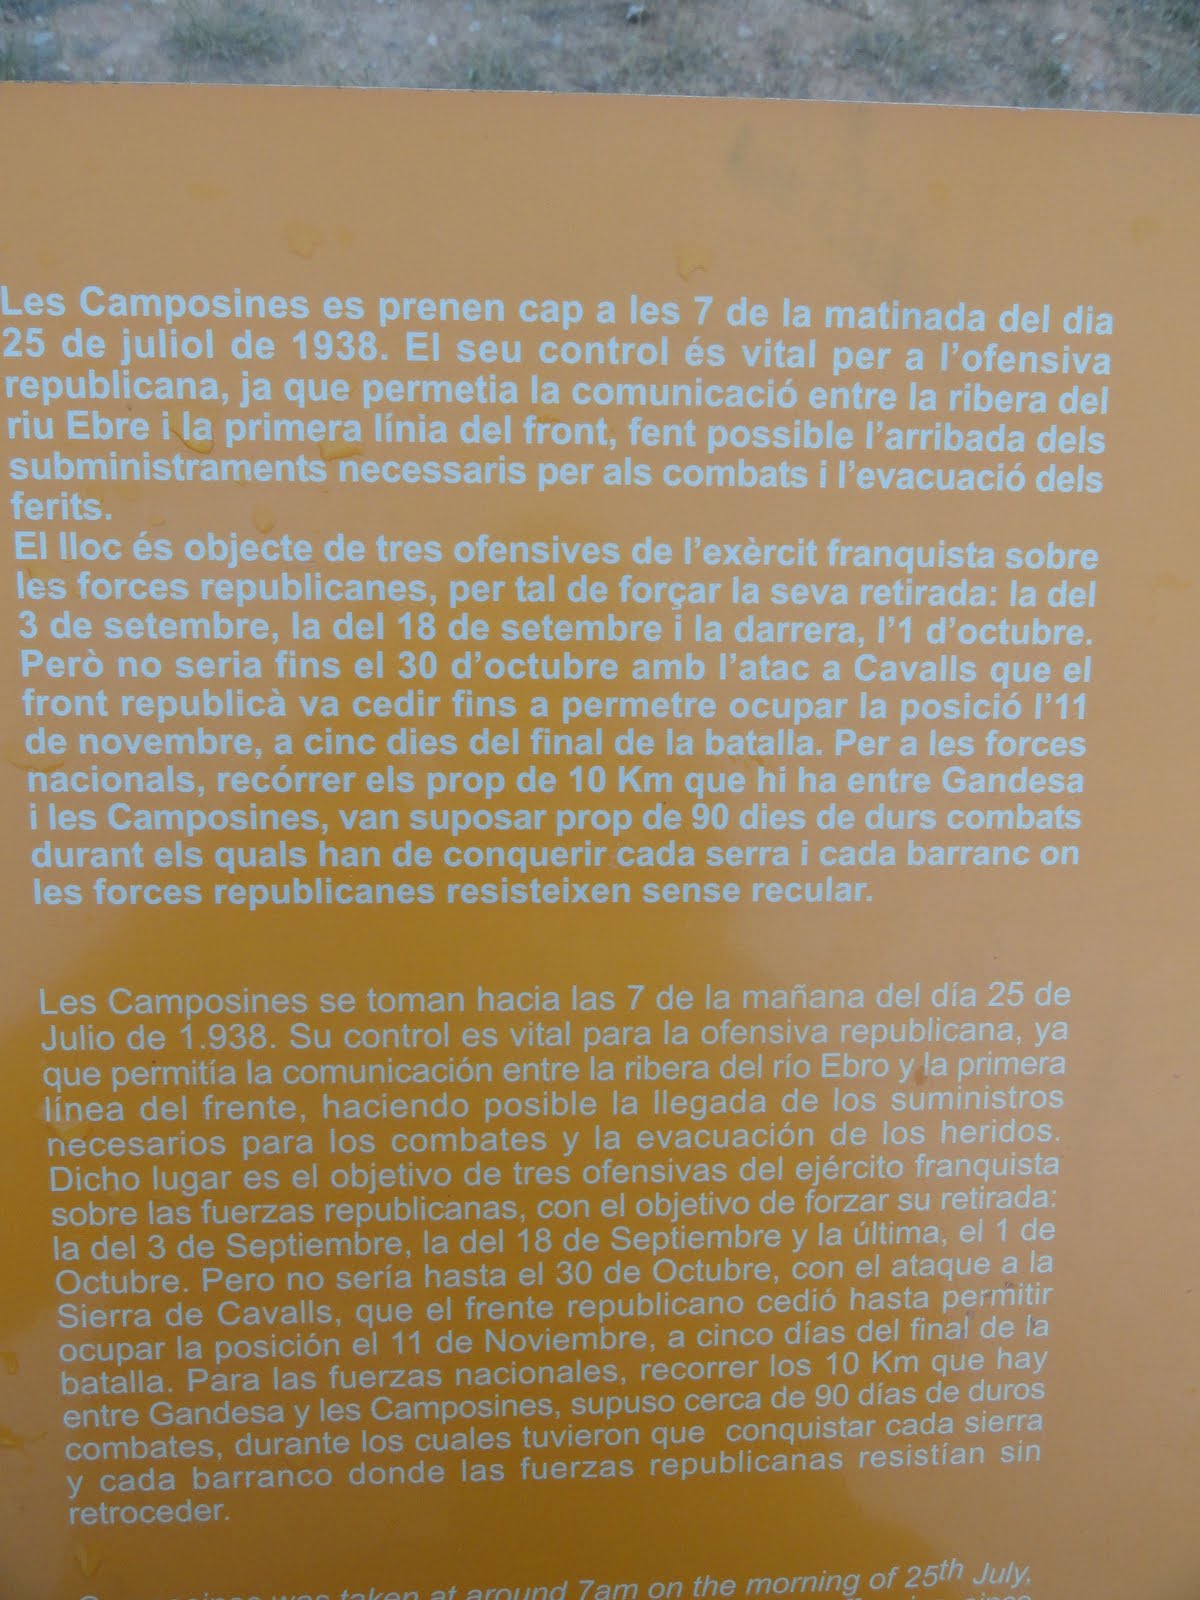 Les Camposines es prenen cap a les 7 de la matinada del dia
25 de juliol de 1938. El seu control és vital per a l'ofensiva
republicana, ja que permetia la comunicació entre la ribera del
riu Ebre i la primera línia del front, fent possible l'arribada dels
subministraments necessaris per als combats i l'evacuació dels
ferits.
El lloc és objecte de tres ofensives de l'exèrcit franquista sobre
les forces republicanes, per tal de forçar la seva retirada: la del
3 de setembre, la del 18 de setembre i la darrera, l'1 d'octubre.
Però no seria fins el 30 d'octubre amb l'atac a Cavalls que el
front republicà va cedir fins a permetre ocupar la posició l'11
de novembre, a cinc dies del final de la batalla. Per a les forces
nacionals, recórrer els prop de 10 Km que hi ha entre Gandesa
i les Camposines, van suposar prop de 90 dies de durs combats
durant els quals han de conquerir cada serra i cada barranc on
les forces republicanes resisteixen sense recular.
Les Camposines se toman hacia las 7 de la mañana del día 25 de
Julio de 1.938. Su control es vital para la ofensiva republicana, ya
que permitía la comunicación entre la ribera del río Ebro y la primera
línea del frente, haciendo posible la llegada de los suministros
necesarios para los combates y la evacuación de los heridos.
Dicho lugar es el objetivo de tres ofensivas del ejército franquista
sobre las fuerzas republicanas, con el objetivo de forzar su retirada:
la del 3 de Septiembre, la del 18 de Septiembre y la última, el 1 de
Octubre. Pero no sería hasta el 30 de Octubre, con el ataque a la
Sierra de Cavalls, que el frente republicano cedió hasta permitir
ocupar la posición el 11 de Noviembre, a cinco días del final de la
batalla. Para las fuerzas nacionales, recorrer los 10 Km que hay
entre Gandesa y les Camposines, supuso cerca de 90 días de duros
combates, durante los cuales tuvieron que conquistar cada sierra
y cada barranco donde las fuerzas republicanas resistían sin
retroceder.
Camposines was taken at around 7am on the morning of 25th July,
since